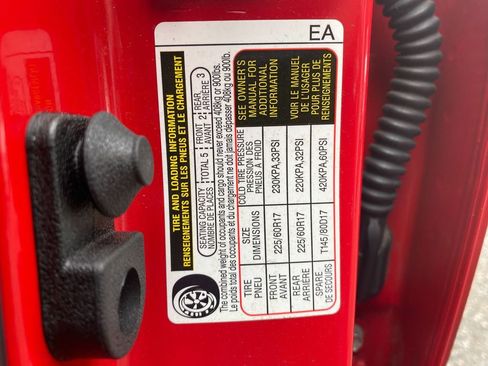 EA
TIRE AND LOADING INFORMATION
RENSEIGNEMENTS SUR LES PNEUS ET LE CHARGEMENT
SEATING CAPACITY TOTAL 5 FRONT 2 REAR 3
NOMBRE DE PLACES AVANT ARRIÈRE
The combined weight of occupants and cargo should never exceed 408kg or 900lbs.
Le poids total des occupants et du chargement ne doit jamais dépasser 408kg ou 900lb.
TIRE SIZE COLD TIRE PRESSURE SEE OWNER'S
PNEU DIMENSIONS PRESSION DES MANUAL FOR
PNEUS À FROID ADDITIONAL
INFORMATION
FRONT 225/60R17 230KPA,33PSI
AVANT
REAR 225/60R17 220KPA,32PSI VOIR LE MANUEL
ARRIÈRE DE L'USAGER
SPARE T145/80D17 420KPA,60PSI POUR PLUS DE
DE SECOURS RENSEIGNEMENTS